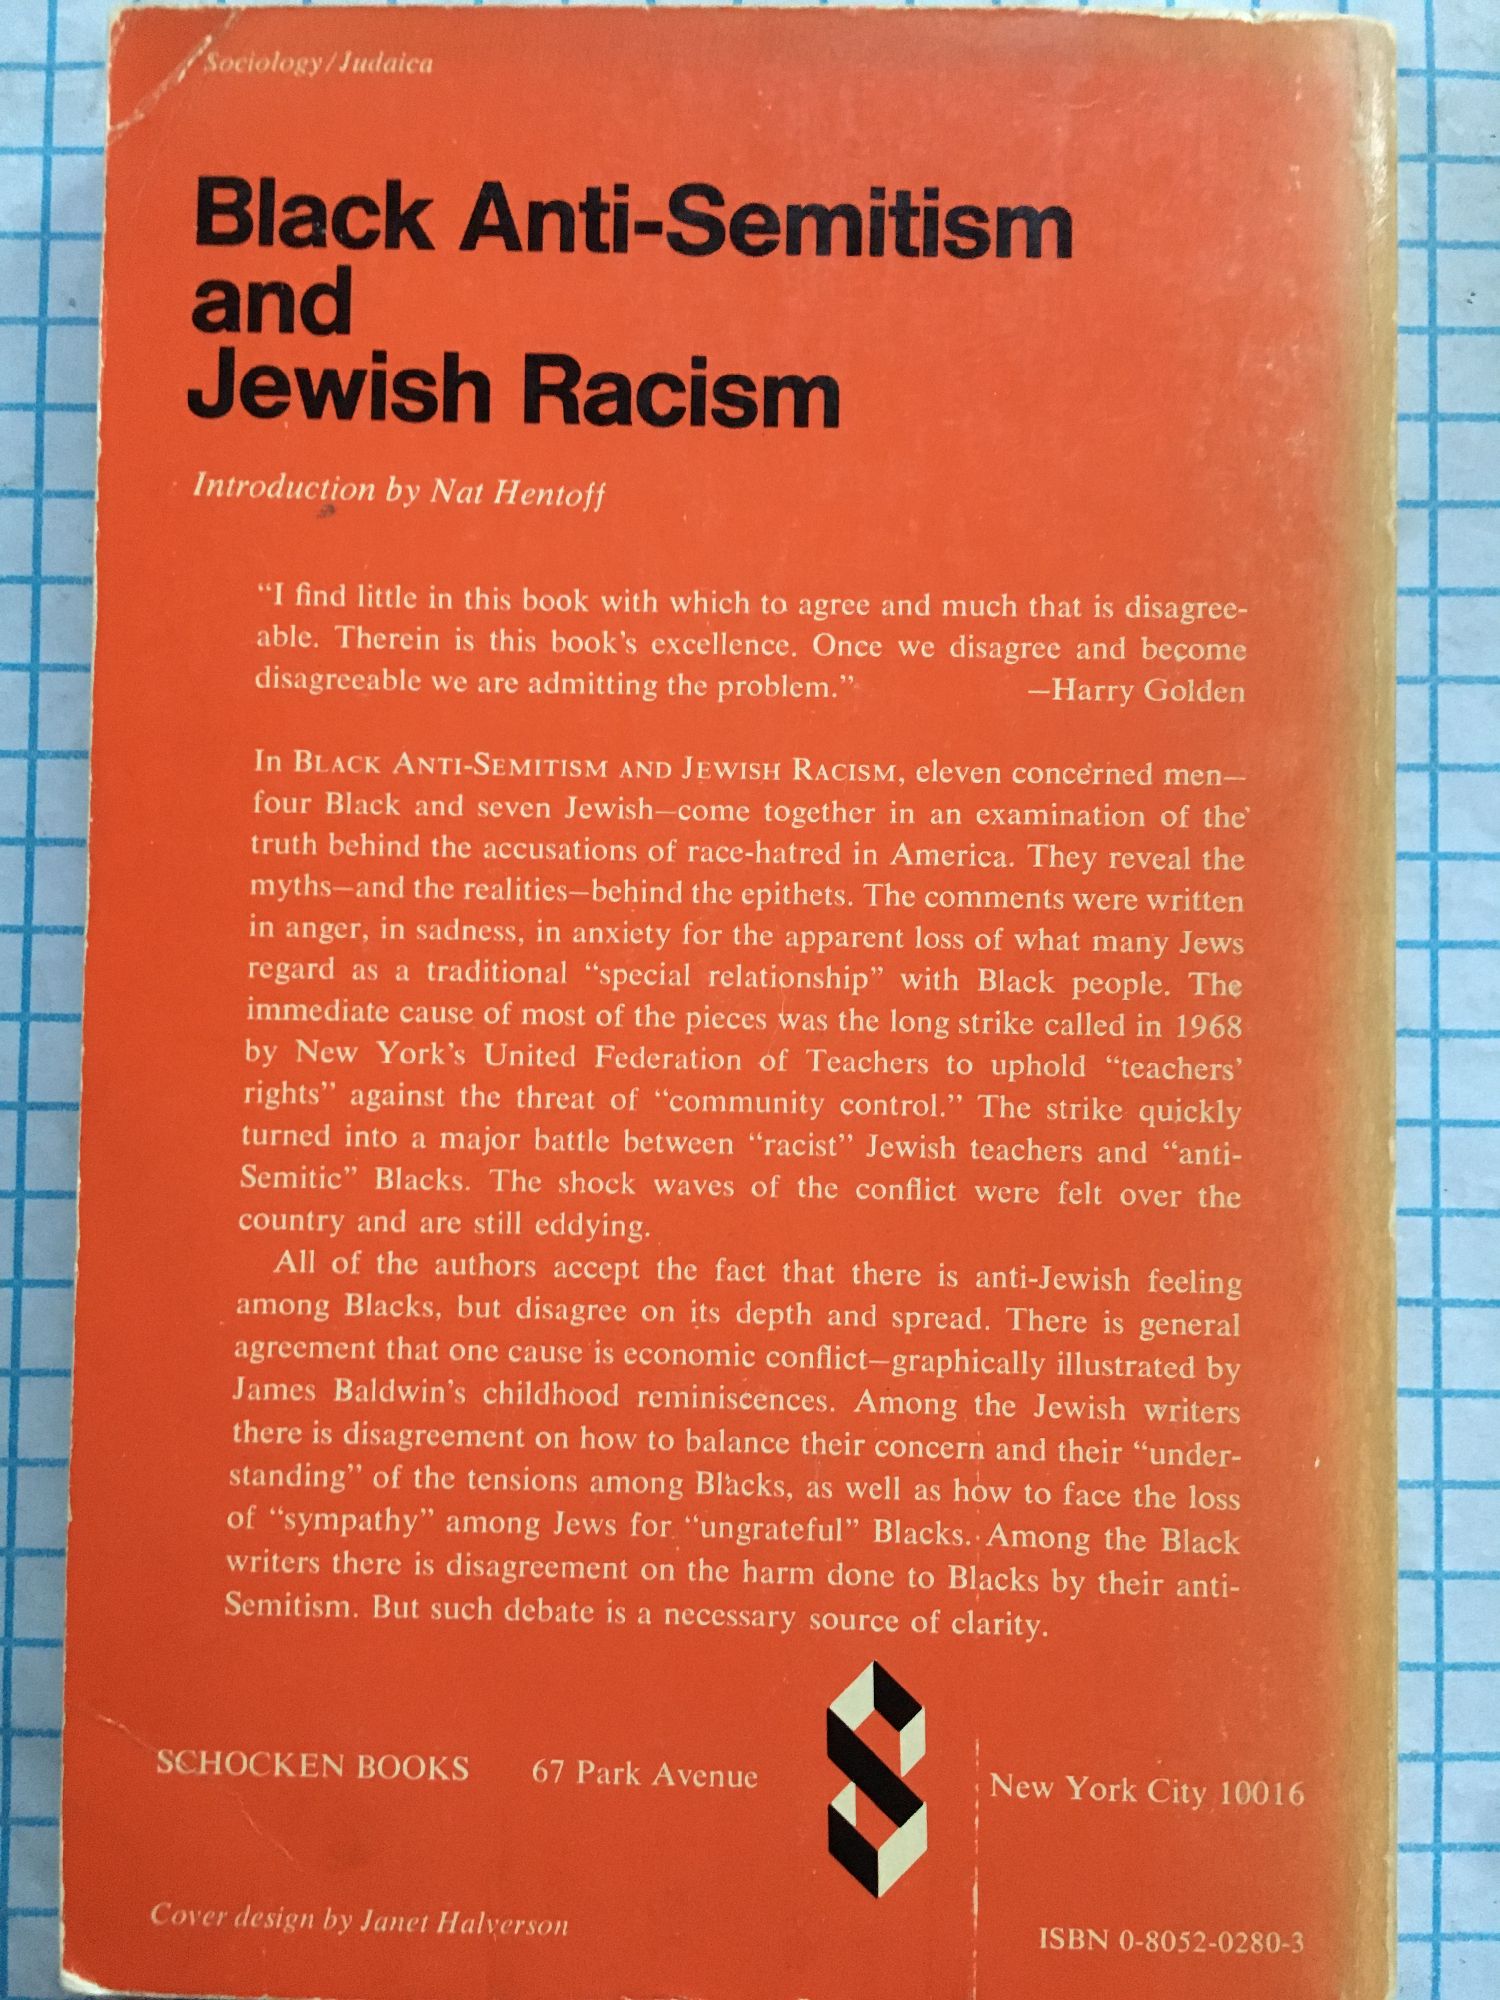 Sociology/Judaica
Black Anti-Semitism
and
Jewish Racism
Introduction by Nat Hentoff
“I find little in this book with which to agree and much that is disagree-
able. Therein is this book’s excellence. Once we disagree and become
disagreeable we are admitting the problem.” —Harry Golden
In BLACK ANTI-SEMITISM AND JEWISH RACISM, eleven concerned men—
four Black and seven Jewish—come together in an examination of the
truth behind the accusations of race-hatred in America. They reveal the
myths—and the realities—behind the epithets. The comments were written
in anger, in sadness, in anxiety for the apparent loss of what many Jews
regard as a traditional “special relationship” with Black people. The
immediate cause of most of the pieces was the long strike called in 1968
by New York’s United Federation of Teachers to uphold “teachers’
rights” against the threat of “community control.” The strike quickly
turned into a major battle between “racist” Jewish teachers and “anti-
Semitic” Blacks. The shock waves of the conflict were felt over the
country and are still eddying.
All of the authors accept the fact that there is anti-Jewish feeling
among Blacks, but disagree on its depth and spread. There is general
agreement that one cause is economic conflict—graphically illustrated by
James Baldwin’s childhood reminiscences. Among the Jewish writers
there is disagreement on how to balance their concern and their “under-
standing” of the tensions among Blacks, as well as how to face the loss
of “sympathy” among Jews for “ungrateful” Blacks. Among the Black
writers there is disagreement on the harm done to Blacks by their anti-
Semitism. But such debate is a necessary source of clarity.
SCHOCKEN BOOKS 67 Park Avenue New York City 10016
Cover design by Janet Halverson
ISBN 0-8052-0280-3